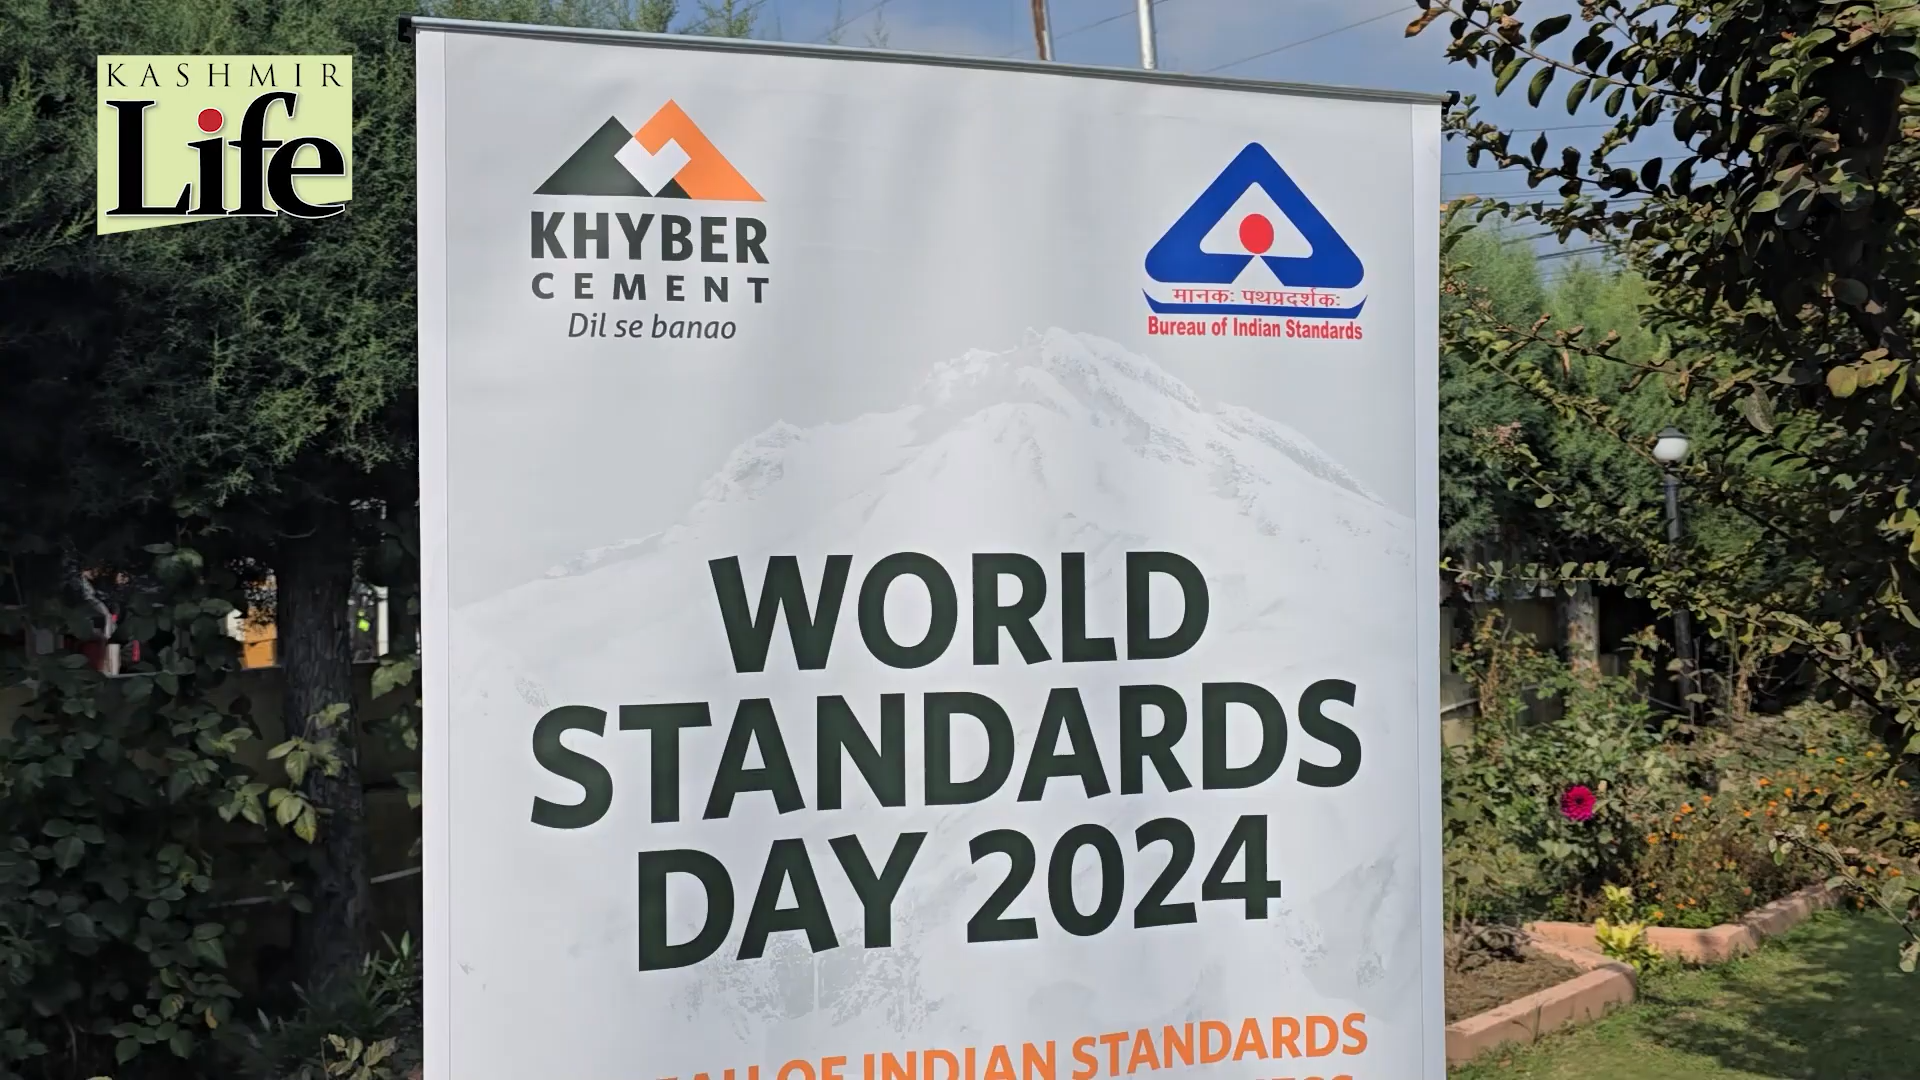 KASHMIR
Life
KHYBER
CEMENT
Dil se banao
मानक: पथप्रदर्शक:
Bureau of Indian Standards
WORLD
STANDARDS
DAY 2024
OF INDIAN STANDARDS